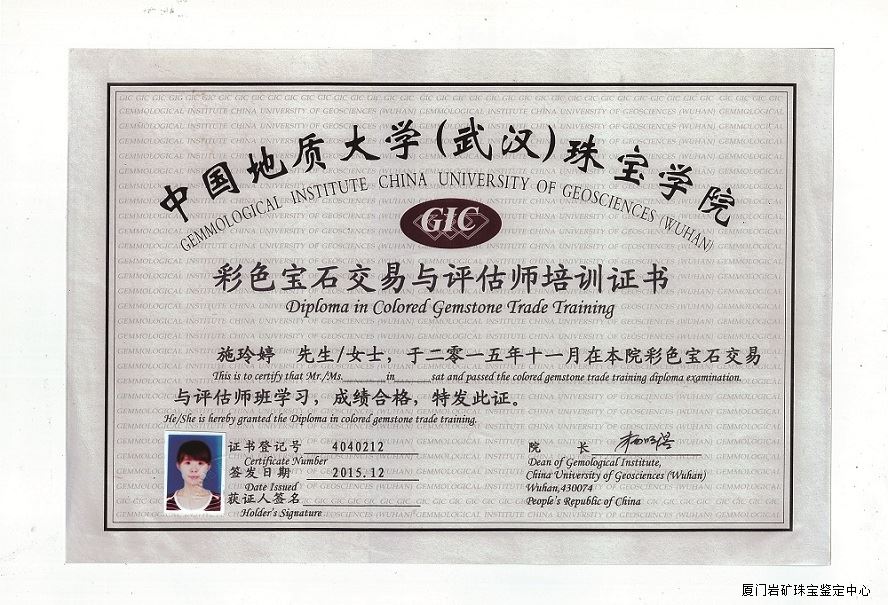 中国地质大学(武汉)珠宝学院
GEMMOLOGICAL INSTITUTE CHINA UNIVERSITY OF GEOSCIENCES (WUHAN)
GIC
彩色宝石交易与评估师培训证书
Diploma in Colored Gemstone Trade Training
施玲婷 先生/女士，于二零一五年十一月在本院彩色宝石交易
This is to certify that Mr./Ms. in sat and passed the colored gemstone trade training diploma examination.
与评估师班学习，成绩合格，特发此证。
He/She is hereby granted the Diploma in colored gemstone trade training.
证书登记号 4040212
Certificate Number
签发日期 2015.12
Date Issued
获证人签名
Holder's Signature
院 长
Dean of Gemological Institute,
China University of Geosciences (Wuhan)
Wuhan,430074
People's Republic of China
厦门岩矿珠宝鉴定中心